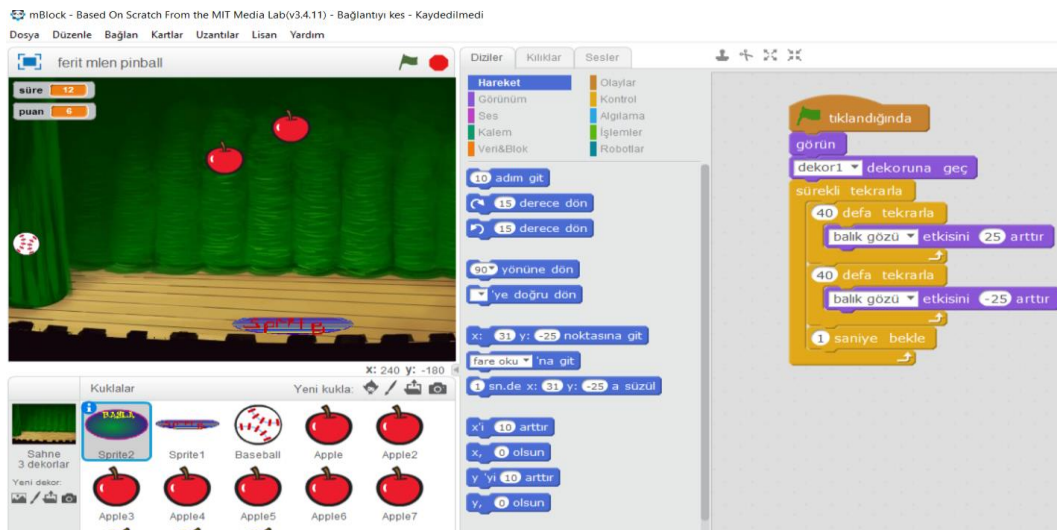 mBlock - Based On Scratch From the MIT Media Lab(v3.4.11) - Bağlantıyı kes - Kaydedilmedi
Dosya Düzenle Bağlan Kartlar Uzantılar Lisan Yardım
ferit mlen pinball
süre 12
puan 6
x: 240 y: -180
Kuklalar
Yeni kukla:
Sahne
3 dekorlar
Yeni dekor:
BAŞLA
Sprite2 Sprite1 Baseball Apple Apple2
Apple3 Apple4 Apple5 Apple6 Apple7
Diziler Kılıklar Sesler
Hareket Olaylar
Görünüm Kontrol
Ses Algılama
Kalem İşlemler
Veri&Blok Robotlar
10 adım git
15 derece dön
15 derece dön
90 yönüne dön
'ye doğru dön
x: 31 y: -25 noktasına git
fare oku 'na git
1 sn.de x: 31 y: -25 a süzül
x'i 10 arttır
x, 0 olsun
y 'yi 10 arttır
y, 0 olsun
tıklandığında
görün
dekor1 dekoruna geç
sürekli tekrarla
40 defa tekrarla
balık gözü etkisini 25 arttır
40 defa tekrarla
balık gözü etkisini -25 arttır
1 saniye bekle